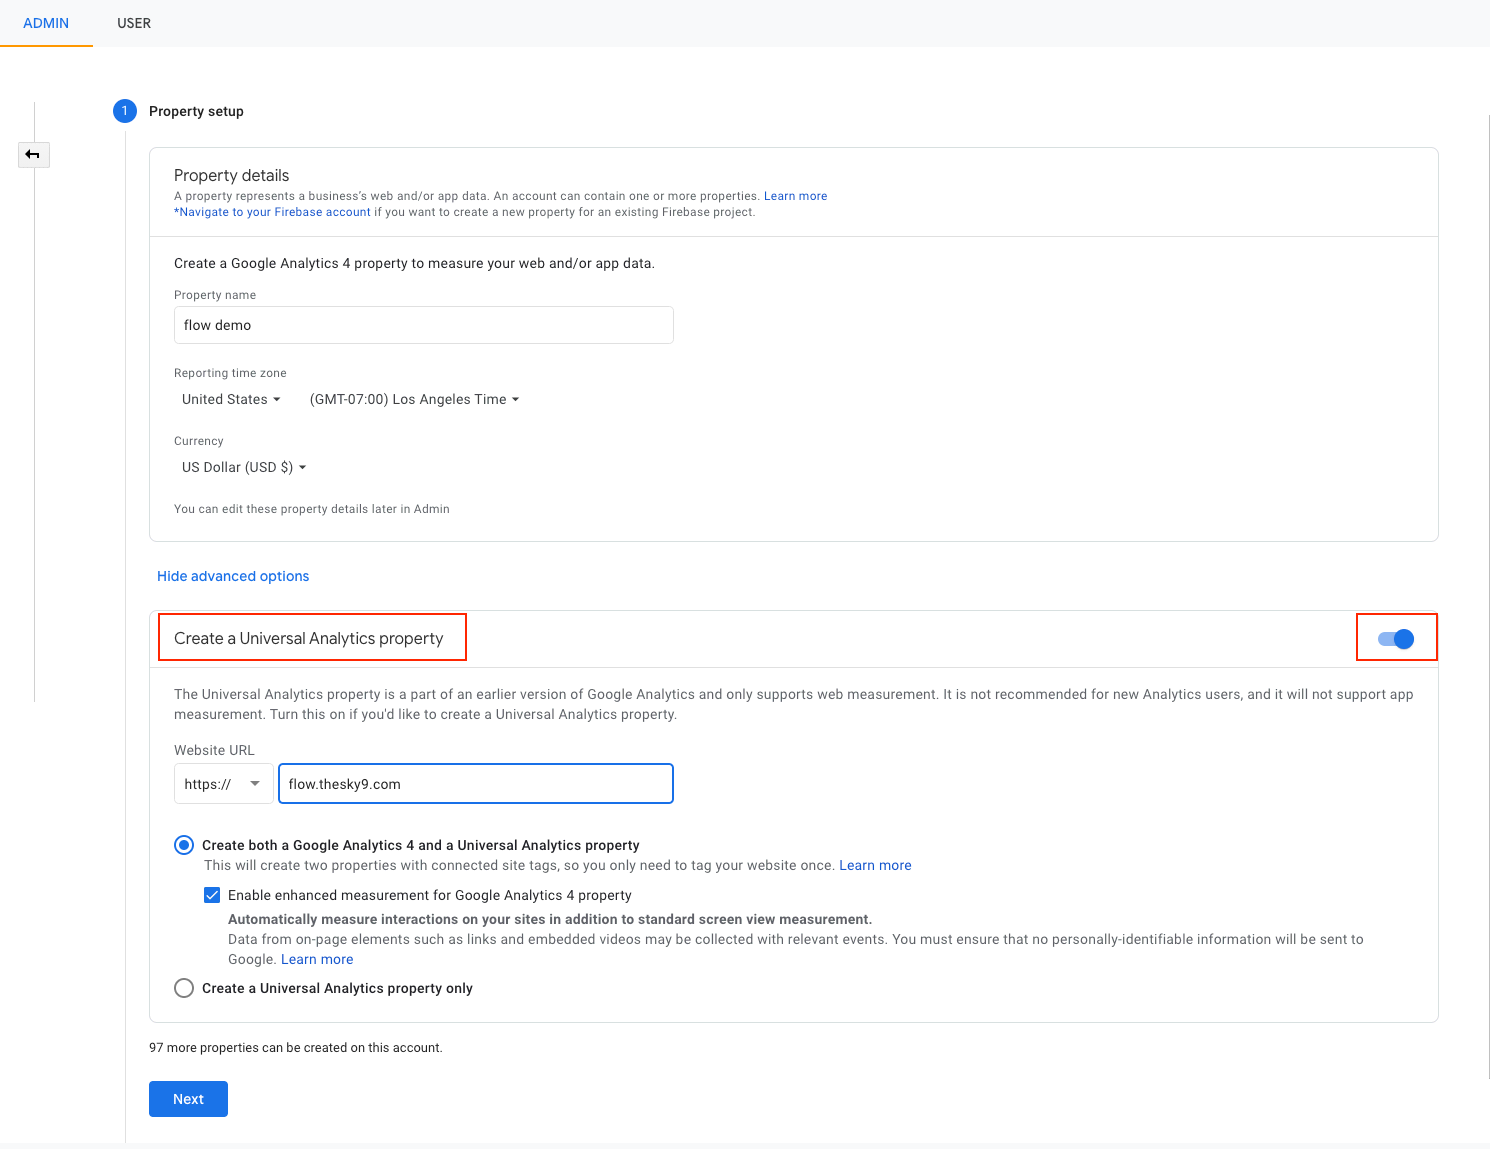 ADMIN USER
1 Property setup
Property details
A property represents a business's web and/or app data. An account can contain one or more properties. Learn more
*Navigate to your Firebase account if you want to create a new property for an existing Firebase project.
Create a Google Analytics 4 property to measure your web and/or app data.
Property name
flow demo
Reporting time zone
United States (GMT-07:00) Los Angeles Time
Currency
US Dollar (USD $)
You can edit these property details later in Admin
Hide advanced options
Create a Universal Analytics property
The Universal Analytics property is a part of an earlier version of Google Analytics and only supports web measurement. It is not recommended for new Analytics users, and it will not support app
measurement. Turn this on if you'd like to create a Universal Analytics property.
Website URL
https:// flow.thesky9.com
Create both a Google Analytics 4 and a Universal Analytics property
This will create two properties with connected site tags, so you only need to tag your website once. Learn more
Enable enhanced measurement for Google Analytics 4 property
Automatically measure interactions on your sites in addition to standard screen view measurement.
Data from on-page elements such as links and embedded videos may be collected with relevant events. You must ensure that no personally-identifiable information will be sent to
Google. Learn more
Create a Universal Analytics property only
97 more properties can be created on this account.
Next